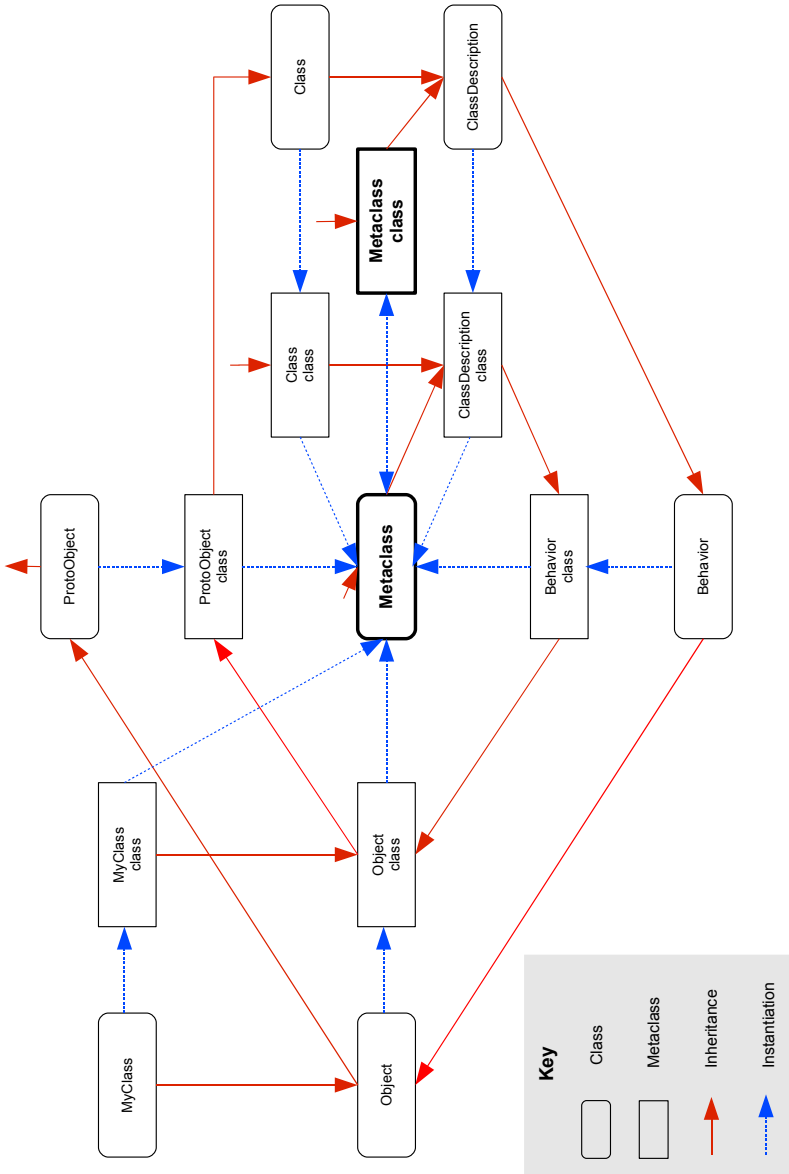 MyClass
MyClass
class
ProtoObject
ProtoObject
class
Class
Class
class
Object
Object
class
Metaclass
Metaclass
class
ClassDescription
class
ClassDescription
Behavior
class
Behavior
Key
Class
Metaclass
Inheritance
Instantiation